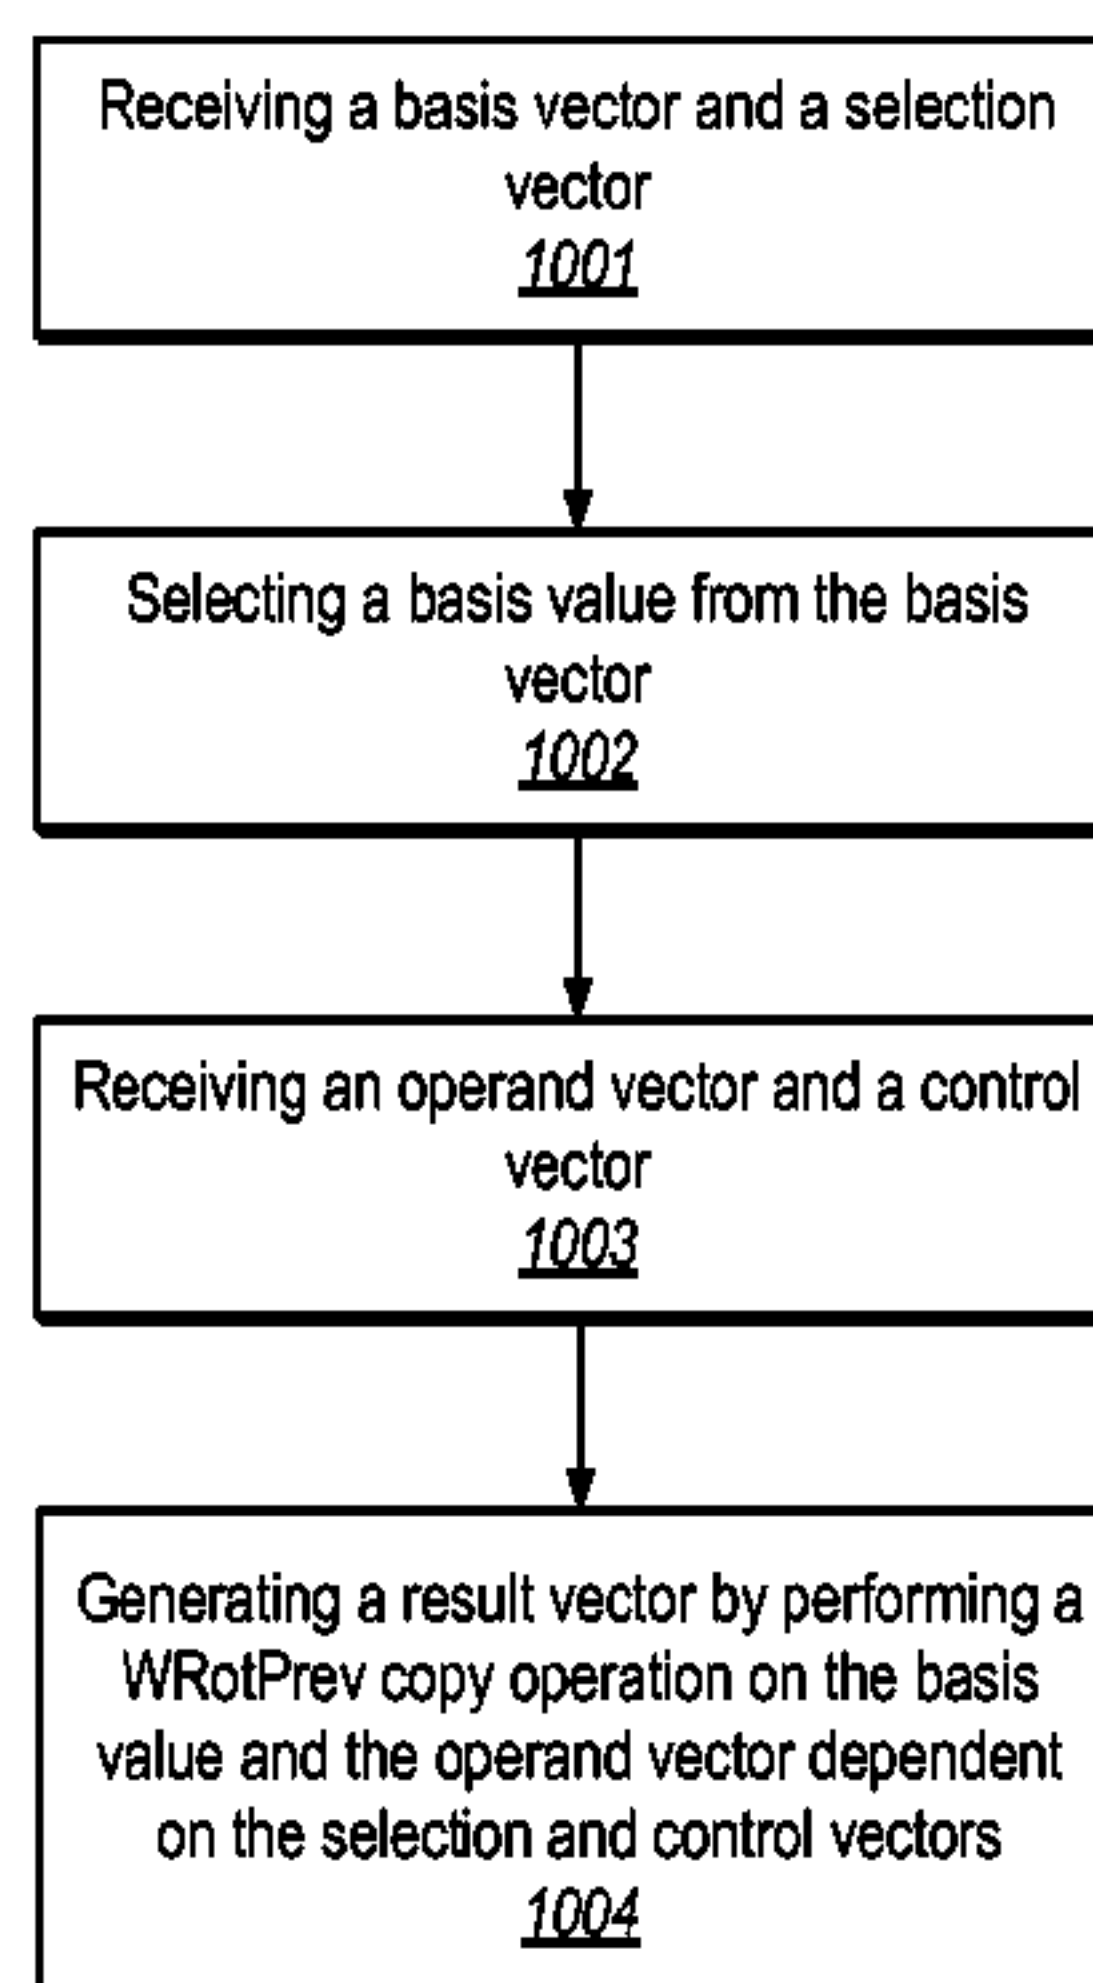 Receiving a basis vector and a selection
vector
1001
Selecting a basis value from the basis
vector
1002
Receiving an operand vector and a control
vector
1003
Generating a result vector by performing a
WRotPrev copy operation on the basis
value and the operand vector dependent
on the selection and control vectors
1004